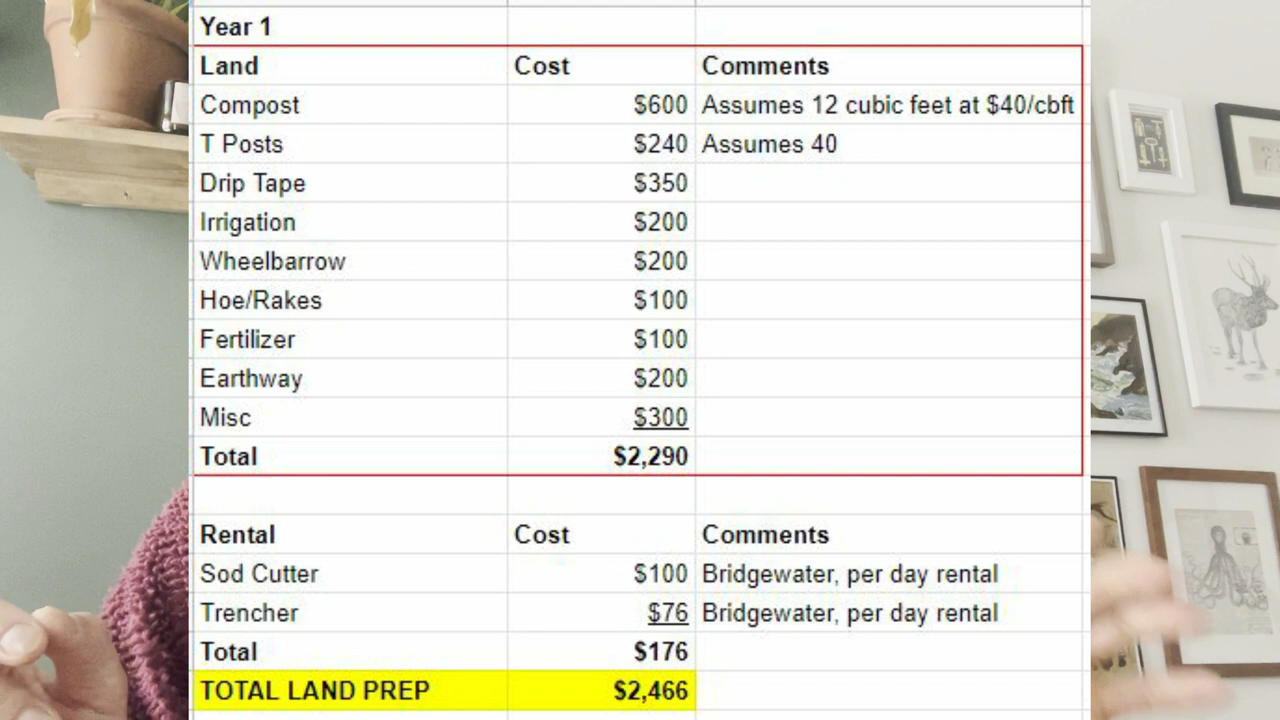 Year 1
Land Cost Comments
Compost $600 Assumes 12 cubic feet at $40/cbft
T Posts $240 Assumes 40
Drip Tape $350
Irrigation $200
Wheelbarrow $200
Hoe/Rakes $100
Fertilizer $100
Earthway $200
Misc $300
Total $2,290
Rental Cost Comments
Sod Cutter $100 Bridgewater, per day rental
Trencher $76 Bridgewater, per day rental
Total $176
TOTAL LAND PREP $2,466